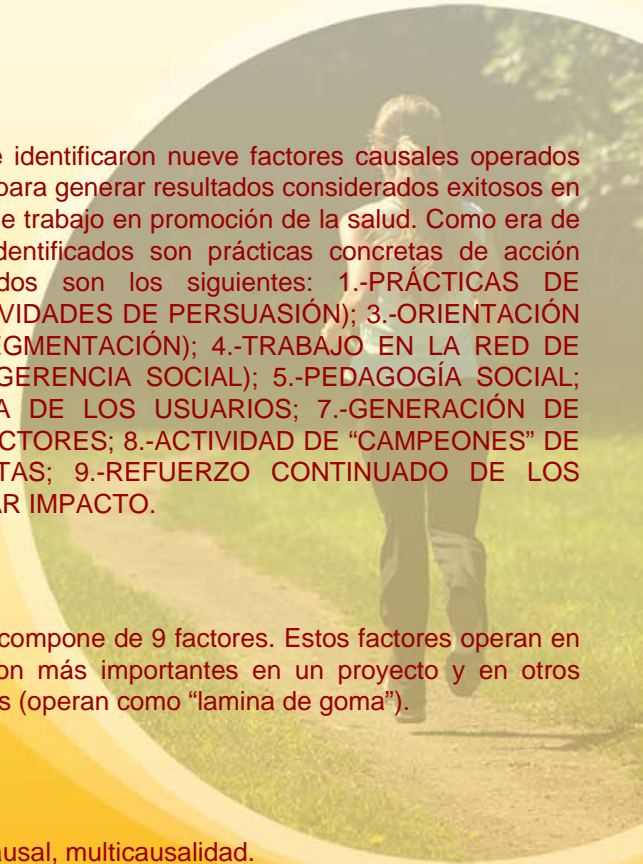 e identificaron nueve factores causales operados
para generar resultados considerados exitosos en
e trabajo en promoción de la salud. Como era de
dentificados son prácticas concretas de acción
dos son los siguientes: 1.-PRÁCTICAS DE
VIDADES DE PERSUASIÓN); 3.-ORIENTACIÓN
EGMENTACIÓN); 4.-TRABAJO EN LA RED DE
GERENCIA SOCIAL); 5.-PEDAGOGÍA SOCIAL;
A DE LOS USUARIOS; 7.-GENERACIÓN DE
CTORES; 8.-ACTIVIDAD DE “CAMPEONES” DE
TAS; 9.-REFUERZO CONTINUADO DE LOS
AR IMPACTO.
compone de 9 factores. Estos factores operan en
on más importantes en un proyecto y en otros
s (operan como “lamina de goma”).
ausal, multicausalidad.